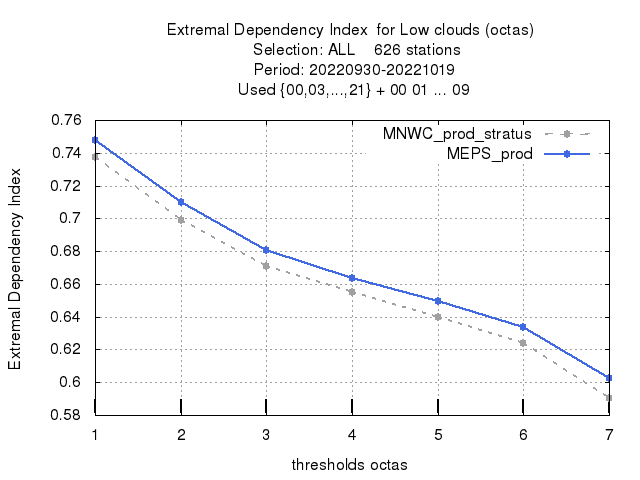 Extremal Dependency Index  for Low clouds (octas)
Selection: ALL    626 stations
Period: 20220930-20221019
Used {00,03,...,21} + 00 01 ... 09
MNWC_prod_stratus
MEPS_prod
Extremal Dependency Index
0.76
0.74
0.72
0.7
0.68
0.66
0.64
0.62
0.6
0.58
1 2 3 4 5 6 7
thresholds octas